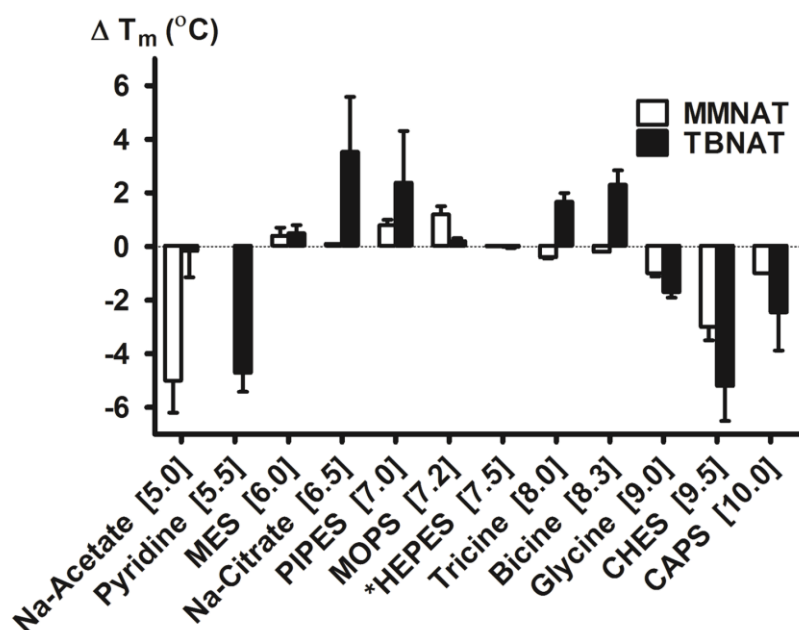 Δ Tm (°C)
6
4
2
0
-2
-4
-6
MMNAT
TBNAT
Na-Acetate [5.0]
Pyridine [5.5]
MES [6.0]
Na-Citrate [6.5]
PIPES [7.0]
MOPS [7.2]
*HEPES [7.5]
Tricine [8.0]
Bicine [8.3]
Glycine [9.0]
CHES [9.5]
CAPS [10.0]